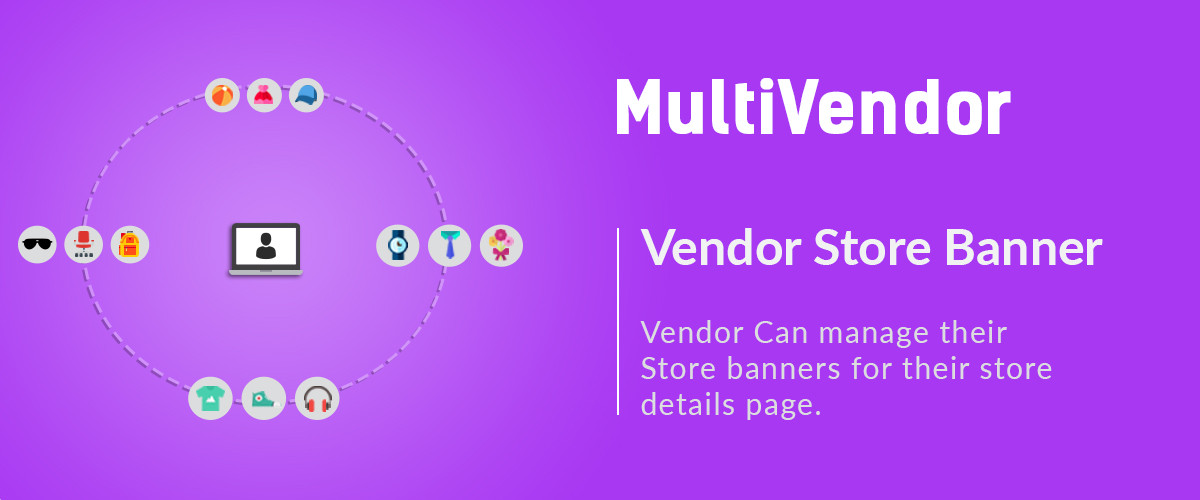 MultiVendor
Vendor Store Banner
Vendor Can manage their
Store banners for their store
details page.